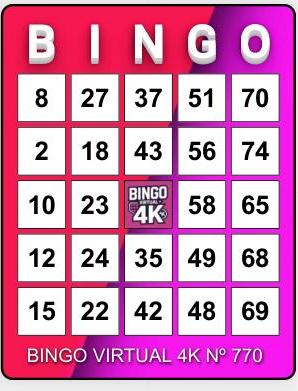 B I N G O
8 27 37 51 70
2 18 43 56 74
10 23 BINGO VIRTUAL 4K 58 65
12 24 35 49 68
15 22 42 48 69
BINGO VIRTUAL 4K Nº 770